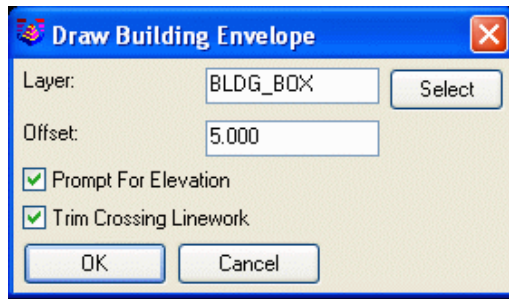 Draw Building Envelope
Layer: BLDG_BOX Select
Offset: 5.000
Prompt For Elevation
Trim Crossing Linework
OK Cancel